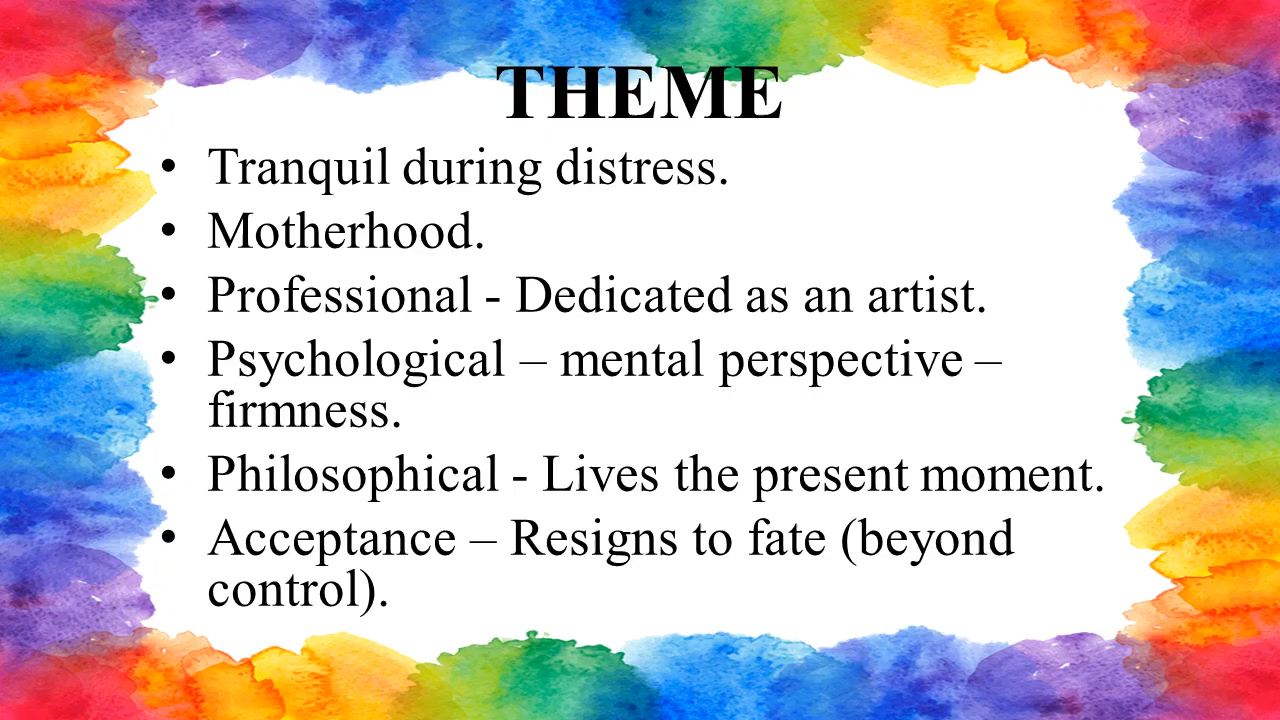 THEME
• Tranquil during distress.
• Motherhood.
• Professional - Dedicated as an artist.
• Psychological – mental perspective –
firmness.
• Philosophical - Lives the present moment.
• Acceptance – Resigns to fate (beyond
control).